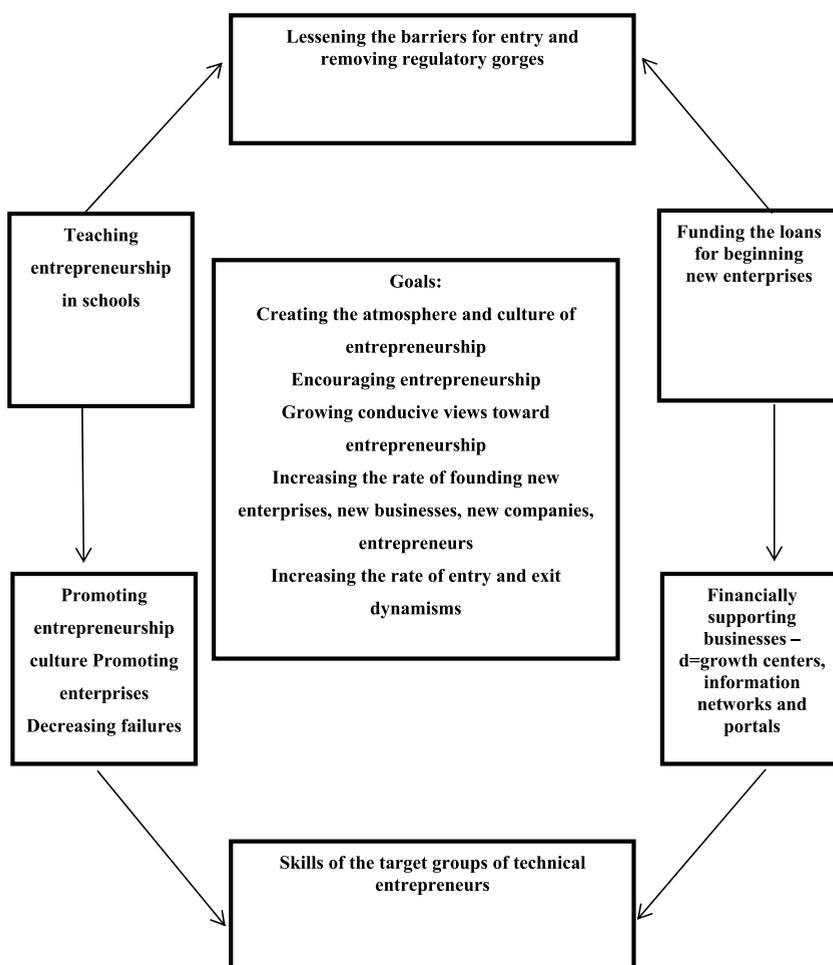 Lessening the barriers for entry and
removing regulatory gorges
Teaching
entrepreneurship
in schools
Funding the loans
for beginning
new enterprises
Goals:
Creating the atmosphere and culture of
entrepreneurship
Encouraging entrepreneurship
Growing conducive views toward
entrepreneurship
Increasing the rate of founding new
enterprises, new businesses, new companies,
entrepreneurs
Increasing the rate of entry and exit
dynamisms
Promoting
entrepreneurship
culture Promoting
enterprises
Decreasing failures
Financially
supporting
businesses –
d=growth centers,
information
networks and
portals
Skills of the target groups of technical
entrepreneurs